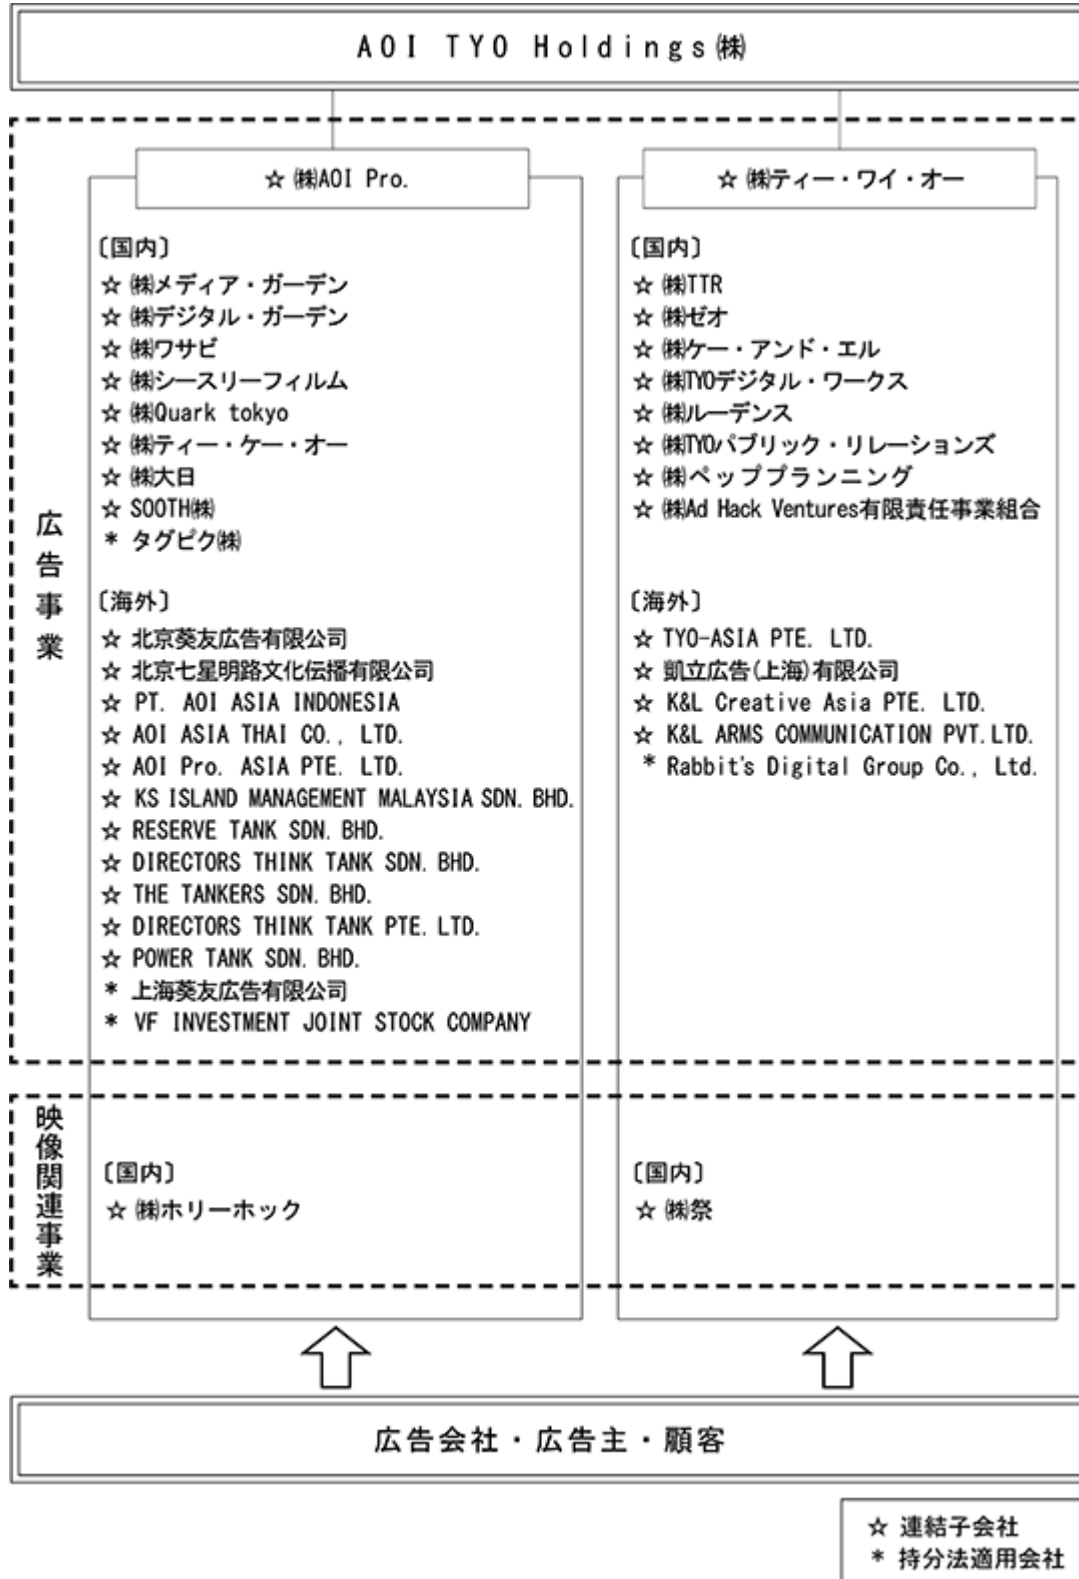 AOI TYO Holdings㈱
広告事業
☆ ㈱AOI Pro.
〔国内〕
☆ ㈱メディア・ガーデン
☆ ㈱デジタル・ガーデン
☆ ㈱ワサビ
☆ ㈱シースリーフィルム
☆ ㈱Quark tokyo
☆ ㈱ティー・ケー・オー
☆ ㈱大日
☆ SOOTH㈱
* タグピク㈱
〔海外〕
☆ 北京葵友広告有限公司
☆ 北京七星明路文化伝播有限公司
☆ PT. AOI ASIA INDONESIA
☆ AOI ASIA THAI CO., LTD.
☆ AOI Pro. ASIA PTE. LTD.
☆ KS ISLAND MANAGEMENT MALAYSIA SDN. BHD.
☆ RESERVE TANK SDN. BHD.
☆ DIRECTORS THINK TANK SDN. BHD.
☆ THE TANKERS SDN. BHD.
☆ DIRECTORS THINK TANK PTE. LTD.
☆ POWER TANK SDN. BHD.
* 上海葵友広告有限公司
* VF INVESTMENT JOINT STOCK COMPANY
☆ ㈱ティー・ワイ・オー
〔国内〕
☆ ㈱TTR
☆ ㈱ゼオ
☆ ㈱ケー・アンド・エル
☆ ㈱TYOデジタル・ワークス
☆ ㈱ルーデンス
☆ ㈱TYOパブリック・リレーションズ
☆ ㈱ペッププランニング
☆ ㈱Ad Hack Ventures有限責任事業組合
〔海外〕
☆ TYO-ASIA PTE. LTD.
☆ 凱立広告(上海)有限公司
☆ K&L Creative Asia PTE. LTD.
☆ K&L ARMS COMMUNICATION PVT.LTD.
* Rabbit's Digital Group Co., Ltd.
映像関連事業
〔国内〕
☆ ㈱ホリーホック
〔国内〕
☆ ㈱祭
広告会社・広告主・顧客
☆ 連結子会社
* 持分法適用会社